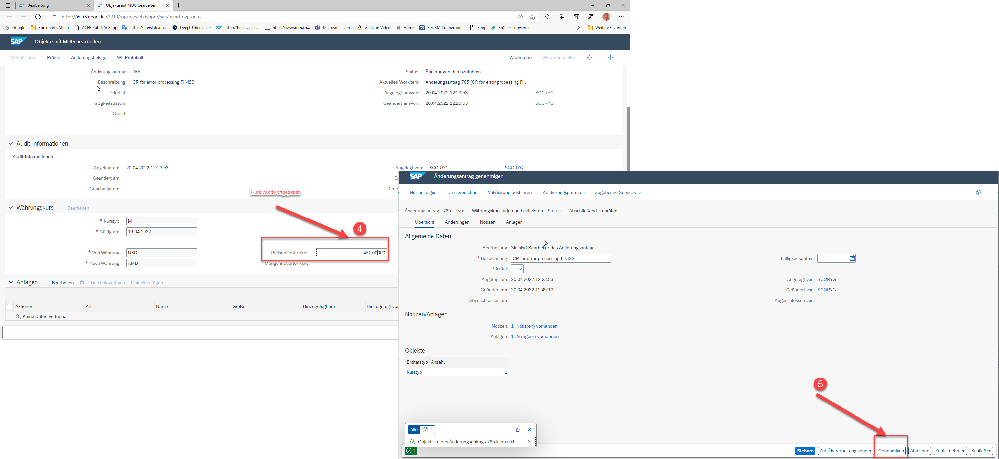 Bearbeitung
Objekte mit MDG bearbeiten
https://ih2r3.itego.de:53210/sap/bc/webdynpro/sap/usmd_ovp_gen#
Google Bookmarks Menu ACER Zubehör Shop https://translate.go... DeepL Übersetzer https://help.sap.co... https://www.msn.co... Microsoft Teams Amazon Video Apple Bei IBM Connection... Bing Brühler Turnverein Weitere Favoriten
SAP Objekte mit MDG bearbeiten
Aktualisieren Prüfen Änderungsbelege WF-Protokoll Widerrufen Wiederherstellen
Änderungsantrag: 765 Status: Änderungen durchzuführen
Beschreibung: CR for error processing FINISS Aktuelles Workitem: Änderungsantrag 765 (CR for error processing FI...
Priorität: Angelegt am/von: 20.04.2022 12:23:53 SCORYG
Fälligkeitsdatum: Geändert am/von: 20.04.2022 12:23:53 SCORYG
Grund:
Audit-Informationen
Audit-Informationen
Angelegt am: 20.04.2022 12:23:53 Angelegt von: SCORYG SCORYG
Geändert am: G
Genehmigt am: Gene
Kurs wurde angepasst
Währungskurs Bearbeiten
* Kurstyp: M
4
* Gültig ab:: 19.04.2022
* Von Währung: USD Preisnotierter Kurs: 451,00000
* Nach Währung: AMD Mengennotierter Kurs:
Anlagen Bearbeiten Datei hinzufügen Link hinzufügen
Aktionen Art Name Größe Hinzugefügt am Hinzugefügt vor
Keine Daten verfügbar
SAP Änderungsantrag genehmigen
Nur anzeigen Druckvorschau Validierung ausführen Validierungsprotokoll Zugehörige Services
Änderungsantrag: 765 Typ: Währungskurs laden und aktivieren Status: Abschließend zu prüfen
Übersicht Änderungen Notizen Anlagen
Allgemeine Daten
Bearbeitung: Sie sind Bearbeiter des Änderungsantrags
* Bezeichnung: CR for error processing FINISS Fälligkeitsdatum:
Priorität:
Angelegt am: 20.04.2022 12:23:53 Angelegt von: SCORYG
Geändert am: 20.04.2022 12:45:10 Geändert von: SCORYG
Abgeschlossen am: Abgeschlossen von:
Notizen/Anlagen
Notizen: 1 Notiz(en) vorhanden
Anlagen: 1 Anlage(n) vorhanden
Objekte
Entitätstyp Anzahl
Kurstyp 1
5
Alle 1
Objektliste des Änderungsantrags 765 kann nich...
1
Sichern Zur Überarbeitung senden Genehmigen Ablehnen Zurücknehmen Schließen